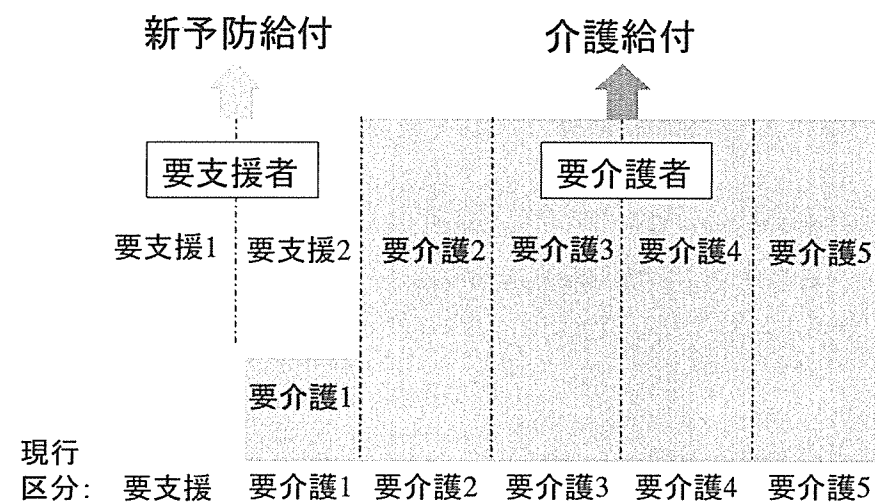 新予防給付 介護給付
要支援者 要介護者
要支援1 要支援2 要介護2 要介護3 要介護4 要介護5
要介護1
現行
区分: 要支援 要介護1 要介護2 要介護3 要介護4 要介護5